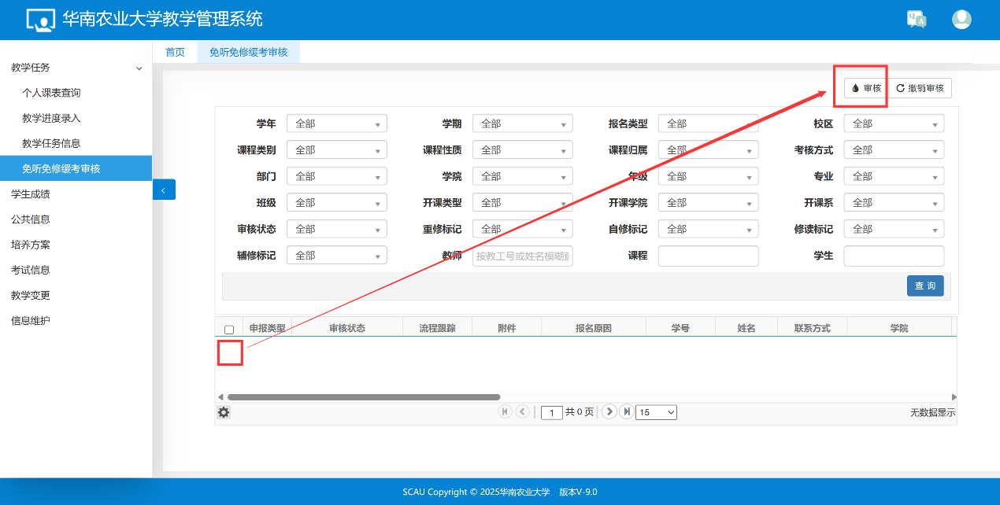 华南农业大学教学管理系统
首页 免听免修缓考审核
教学任务
个人课表查询
教学进度录入
教学任务信息
免听免修缓考审核
学生成绩
公共信息
培养方案
考试信息
教学变更
信息维护
审核 撤销审核
学年 全部 学期 全部 报名类型 全部 校区 全部
课程类别 全部 课程性质 全部 课程归属 全部 考核方式 全部
部门 全部 学院 全部 年级 全部 专业 全部
班级 全部 开课类型 全部 开课学院 全部 开课系 全部
审核状态 全部 重修标记 全部 自修标记 全部 修读标记 全部
辅修标记 全部 教师 按教工号或姓名模糊 课程 学生
查 询
申报类型 审核状态 流程跟踪 附件 报名原因 学号 姓名 联系方式 学院
1 共 0 页 15 无数据显示
SCAU Copyright © 2025华南农业大学 版本V-9.0